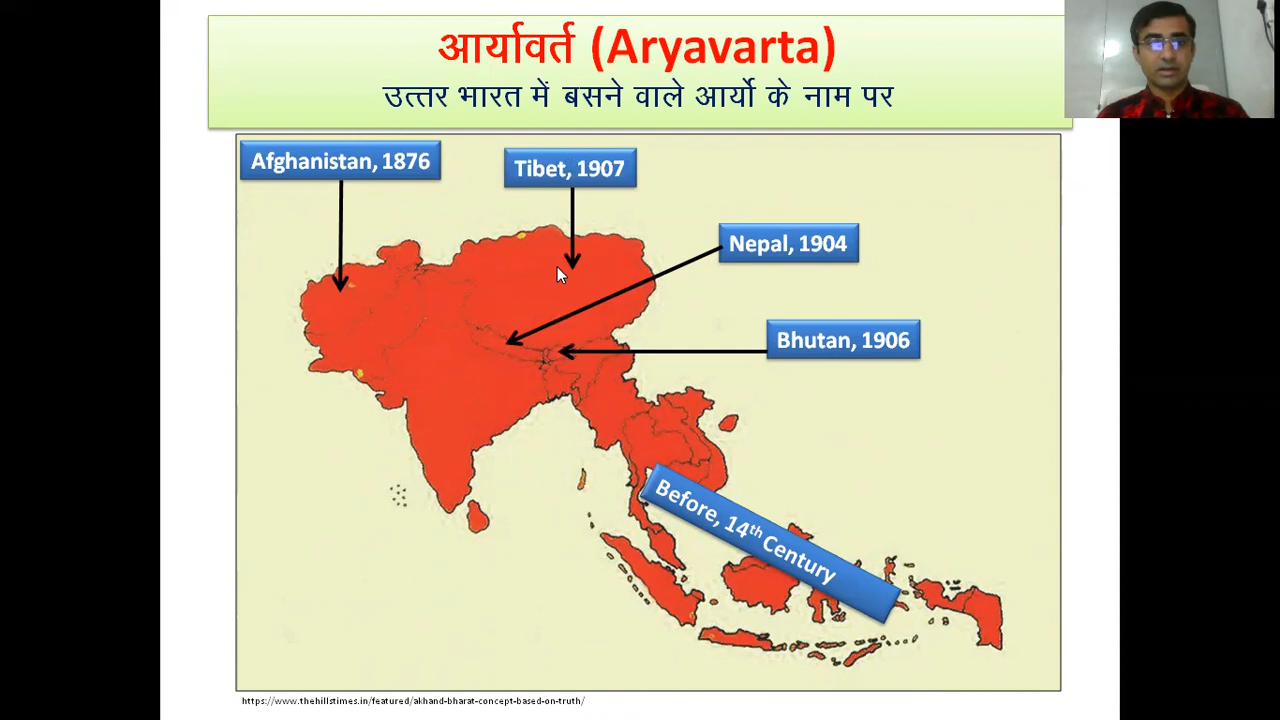 आर्यावर्त (Aryavarta)
उत्तर भारत में बसने वाले आर्यो के नाम पर
Afghanistan, 1876
Tibet, 1907
Nepal, 1904
Bhutan, 1906
Before, 14th Century
https://www.thehillstimes.in/featured/akhand-bharat-concept-based-on-truth/